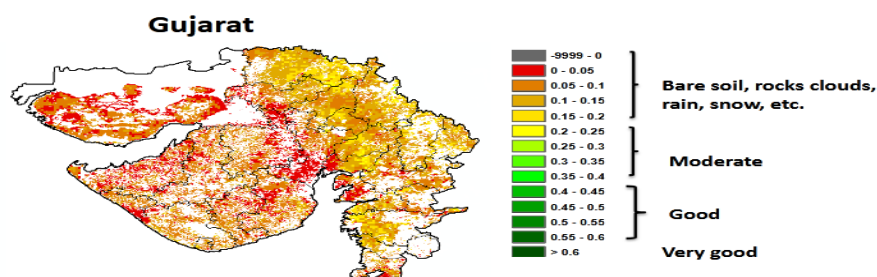 Gujarat
-9999 - 0
0 - 0.05
0.05 - 0.1
0.1 - 0.15
0.15 - 0.2
0.2 - 0.25
0.25 - 0.3
0.3 - 0.35
0.35 - 0.4
0.4 - 0.45
0.45 - 0.5
0.5 - 0.55
0.55 - 0.6
> 0.6
Bare soil, rocks clouds,
rain, snow, etc.
Moderate
Good
Very good